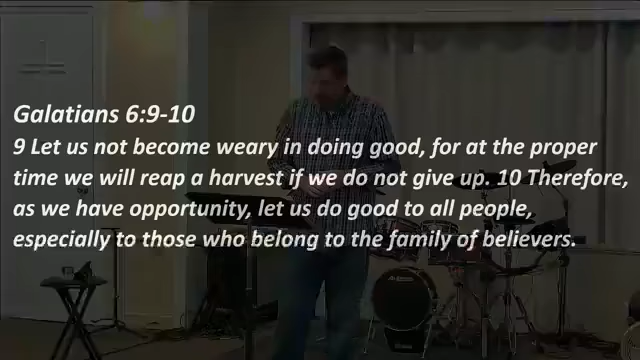 Galatians 6:9-10
9 Let us not become weary in doing good, for at the proper
time we will reap a harvest if we do not give up. 10 Therefore,
as we have opportunity, let us do good to all people,
especially to those who belong to the family of believers.